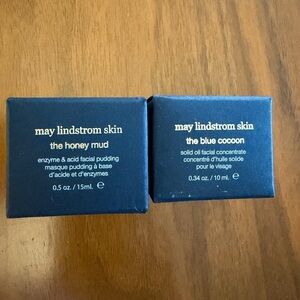 may lindstrom skin
the honey mud
enzyme & acid facial pudding
masque pudding à base
d'acide et d'enzymes
0.5 oz. / 15ml. ℮
may lindstrom skin
the blue cocoon
solid oil facial concentrate
concentré d'huile solide
pour le visage
0.34 oz. / 10 ml. ℮